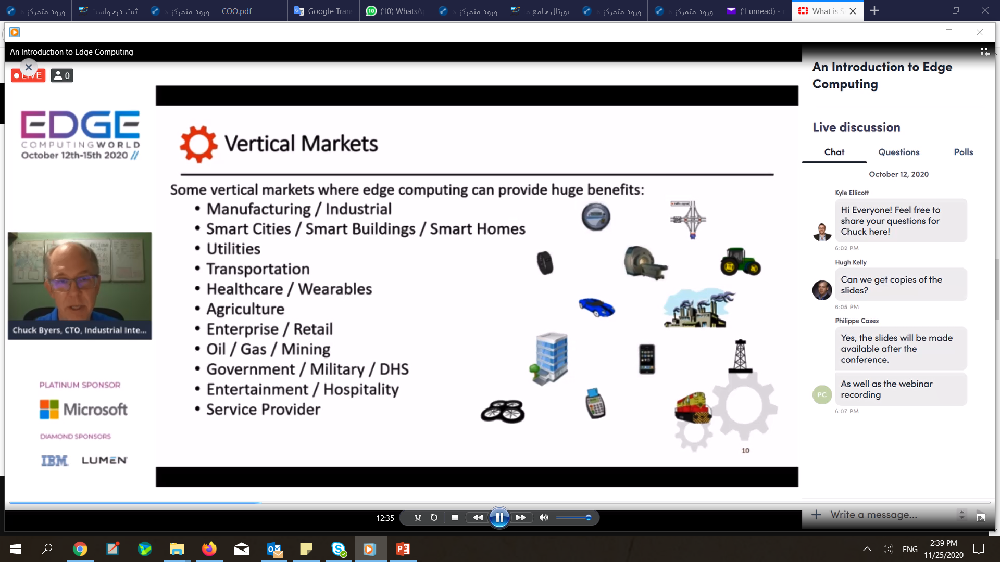 ورود متمرکز د
ثبت درخواست
ورود متمرکز د
COO.pdf
Google Trans
(10) WhatsA
ورود متمرکز د
پورتال جامع
ورود متمرکز د
ورود متمرکز د
(1 unread) -
What is S
An Introduction to Edge Computing
LIVE
0
EDGE
COMPUTINGWORLD
October 12th-15th 2020 //
Vertical Markets
Some vertical markets where edge computing can provide huge benefits:
• Manufacturing / Industrial
• Smart Cities / Smart Buildings / Smart Homes
• Utilities
• Transportation
• Healthcare / Wearables
• Agriculture
• Enterprise / Retail
• Oil / Gas / Mining
• Government / Military / DHS
• Entertainment / Hospitality
• Service Provider
10
Chuck Byers, CTO, Industrial Inte...
PLATINUM SPONSOR
Microsoft
DIAMOND SPONSORS
IBM LUMEN
An Introduction to Edge
Computing
Live discussion
Chat Questions Polls
October 12, 2020
Kyle Ellicott
Hi Everyone! Feel free to
share your questions for
Chuck here!
6:02 PM
Hugh Kelly
Can we get copies of the
slides?
6:05 PM
Philippe Cases
Yes, the slides will be made
available after the
conference.
PC
As well as the webinar
recording
6:07 PM
Write a message...
12:35
ENG
2:39 PM
11/25/2020